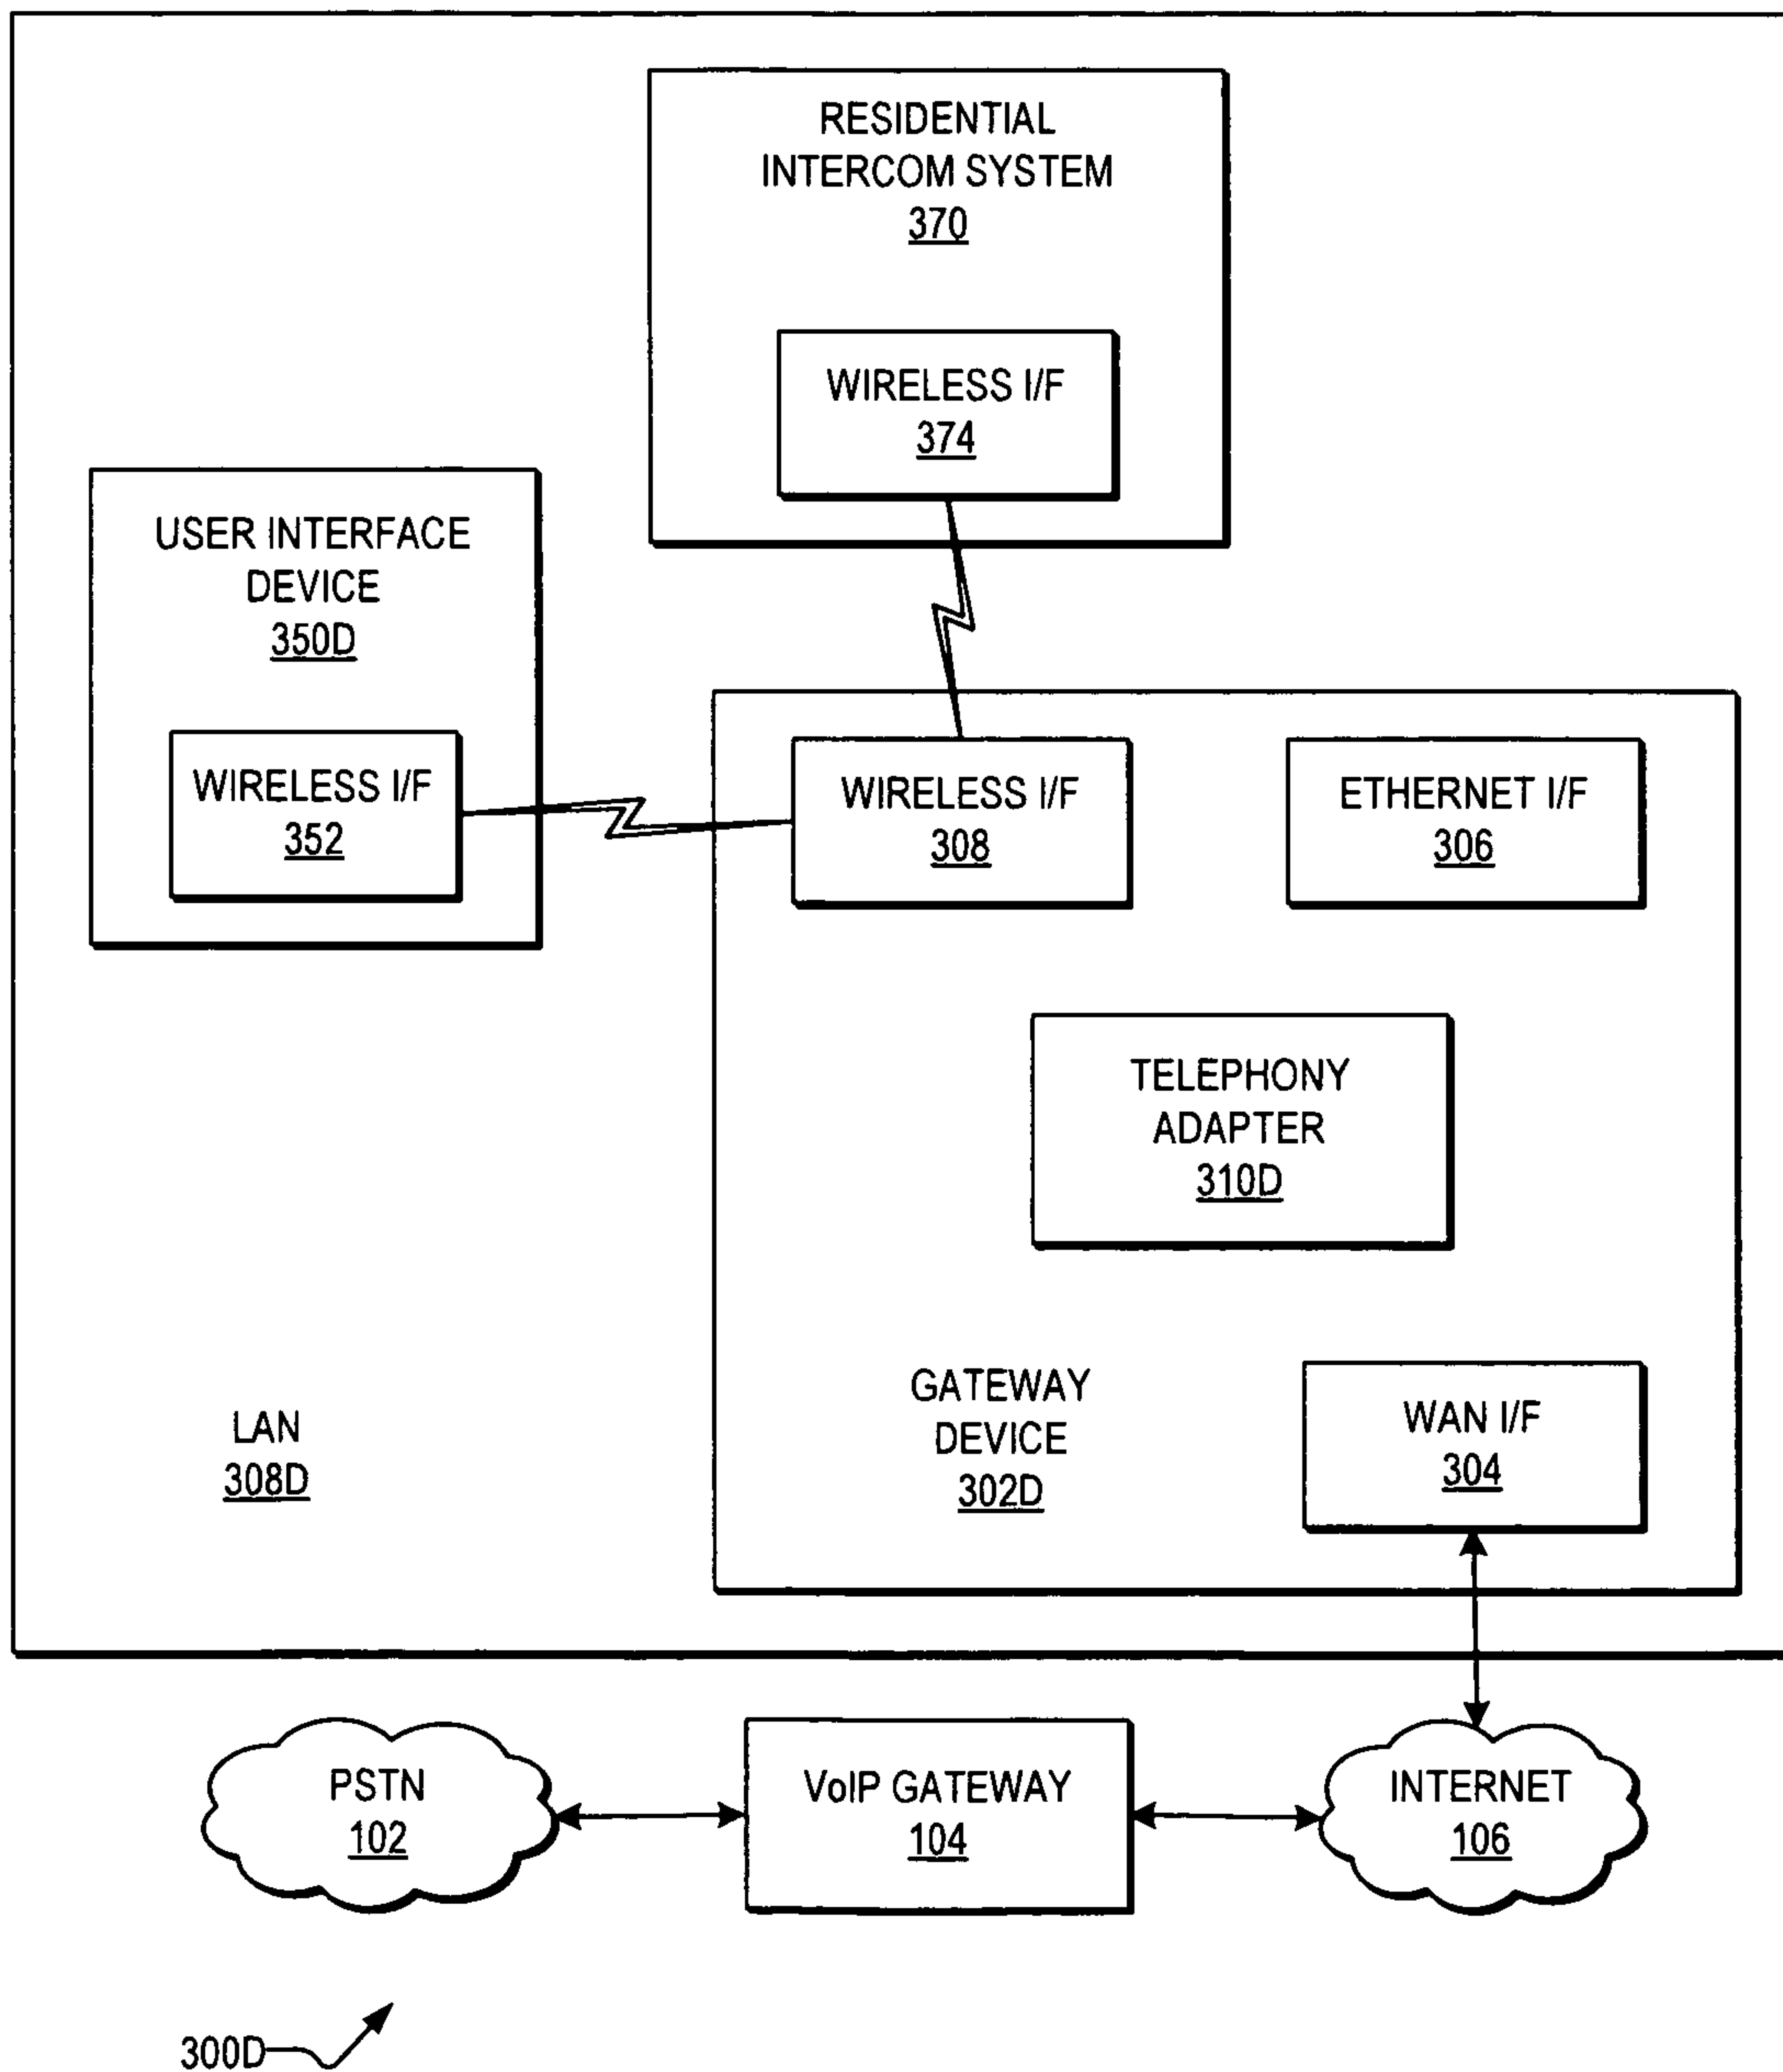 RESIDENTIAL
INTERCOM SYSTEM
370
WIRELESS I/F
374
USER INTERFACE
DEVICE
350D
WIRELESS I/F
352
WIRELESS I/F
308
ETHERNET I/F
306
TELEPHONY
ADAPTER
310D
GATEWAY
DEVICE
302D
WAN I/F
304
LAN
308D
PSTN
102
VoIP GATEWAY
104
INTERNET
106
300D